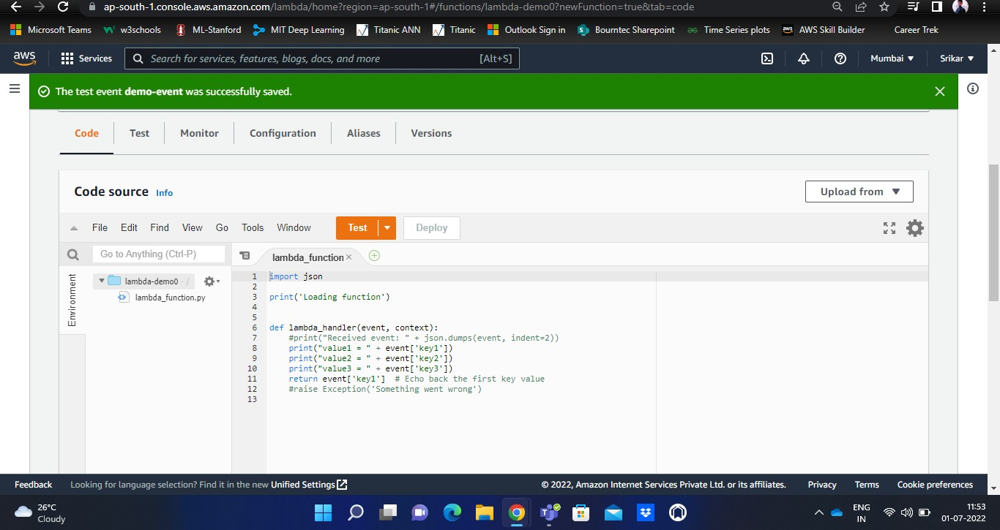 ap-south-1.console.aws.amazon.com/lambda/home?region=ap-south-1#/functions/lambda-demo0?newFunction=true&tab=code
Microsoft Teams w3schools ML-Stanford MIT Deep Learning Titanic ANN Titanic Outlook Sign in Bourntec Sharepoint Time Series plots AWS Skill Builder Career Trek
aws Services Search for services, features, blogs, docs, and more [Alt+S] Mumbai ▼ Srikar ▼
The test event demo-event was successfully saved.
Code Test Monitor Configuration Aliases Versions
Code source Info Upload from ▼
File Edit Find View Go Tools Window Test Deploy
Go to Anything (Ctrl-P) lambda_function ×
Environment
lambda-demo0 - /
lambda_function.py
1 import json
2
3 print('Loading function')
4
5
6 def lambda_handler(event, context):
7 #print("Received event: " + json.dumps(event, indent=2))
8 print("value1 = " + event['key1'])
9 print("value2 = " + event['key2'])
10 print("value3 = " + event['key3'])
11 return event['key1']  # Echo back the first key value
12 #raise Exception('Something went wrong')
13
Feedback Looking for language selection? Find it in the new Unified Settings © 2022, Amazon Internet Services Private Ltd. or its affiliates. Privacy Terms Cookie preferences
26°C
Cloudy
ENG
IN
11:53
01-07-2022